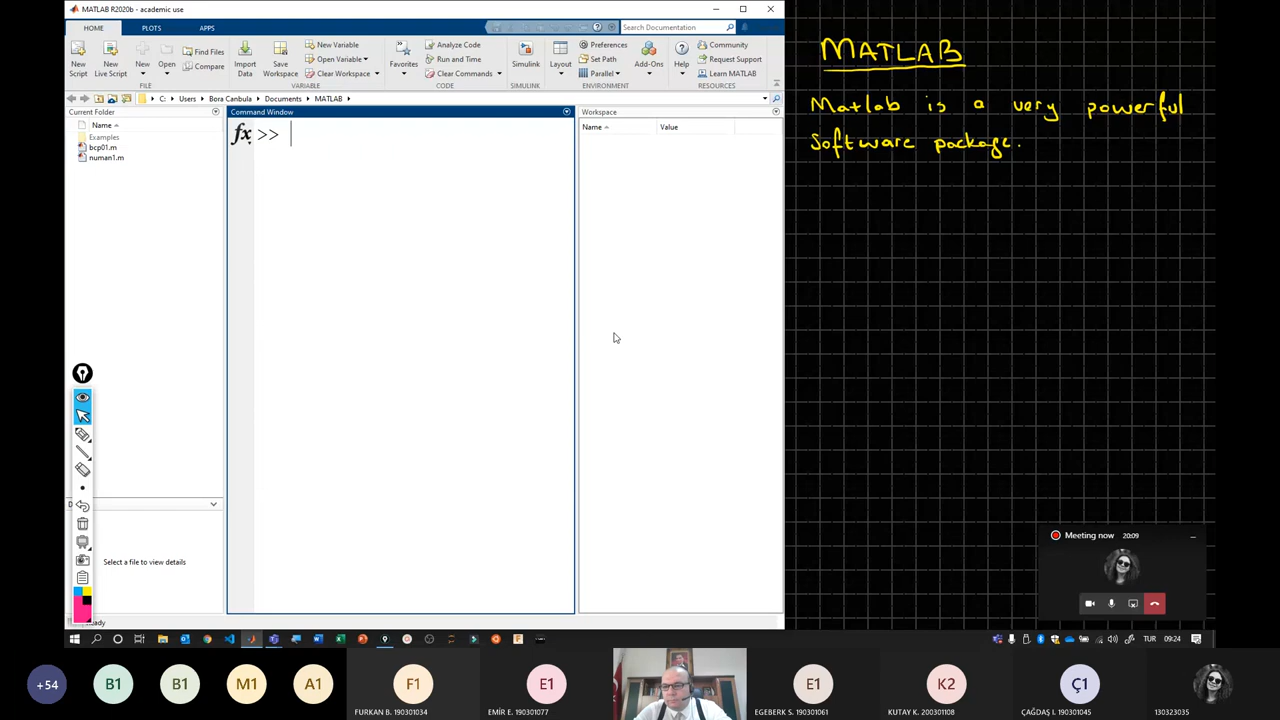 MATLAB R2020b - academic use
HOME PLOTS APPS
Search Documentation
New Script
New Live Script
New
Open
Find Files
Compare
Import Data
Save Workspace
New Variable
Open Variable
Clear Workspace
Favorites
Analyze Code
Run and Time
Clear Commands
Simulink
Layout
Preferences
Set Path
Parallel
Add-Ons
Help
Community
Request Support
Learn MATLAB
FILE VARIABLE CODE SIMULINK ENVIRONMENT RESOURCES
C: Users Bora Canbula Documents MATLAB
Current Folder
Name
Examples
bcp01.m
numan1.m
Select a file to view details
Command Window
fx >>
Workspace
Name Value
MATLAB
Matlab is a very powerful
Software package.
Meeting now 20:09
TUR 09:24
+54 B1 B1 M1 A1 F1 E1 E1 K2 Ç1
FURKAN B. 190301034 EMİR E. 190301077 EGEBERK S. 190301061 KUTAY K. 200301108 ÇAĞDAŞ I. 190301045 130323035